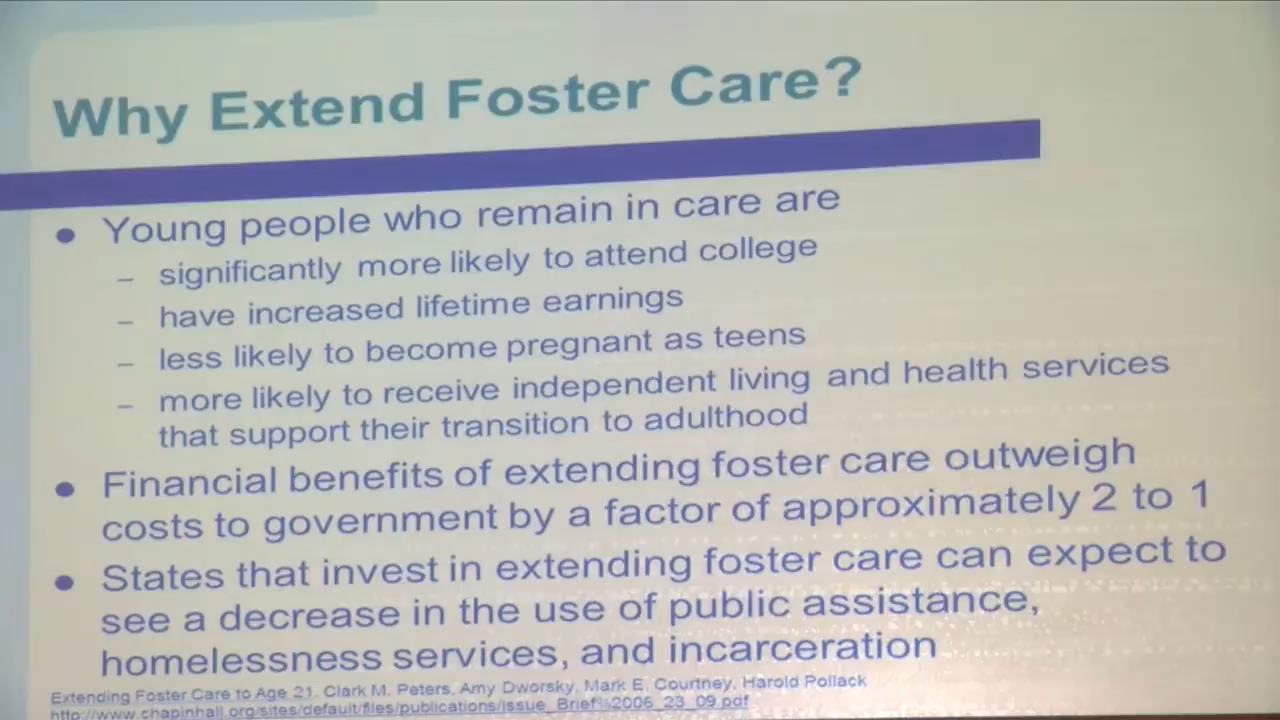 Why Extend Foster Care?
• Young people who remain in care are
– significantly more likely to attend college
– have increased lifetime earnings
– less likely to become pregnant as teens
– more likely to receive independent living and health services
that support their transition to adulthood
• Financial benefits of extending foster care outweigh
costs to government by a factor of approximately 2 to 1
• States that invest in extending foster care can expect to
see a decrease in the use of public assistance,
homelessness services, and incarceration
Extending Foster Care to Age 21. Clark M. Peters, Amy Dworsky, Mark E. Courtney, Harold Pollack
http://www.chapinhall.org/sites/default/files/publications/Issue_Brief%2006_23_09.pdf